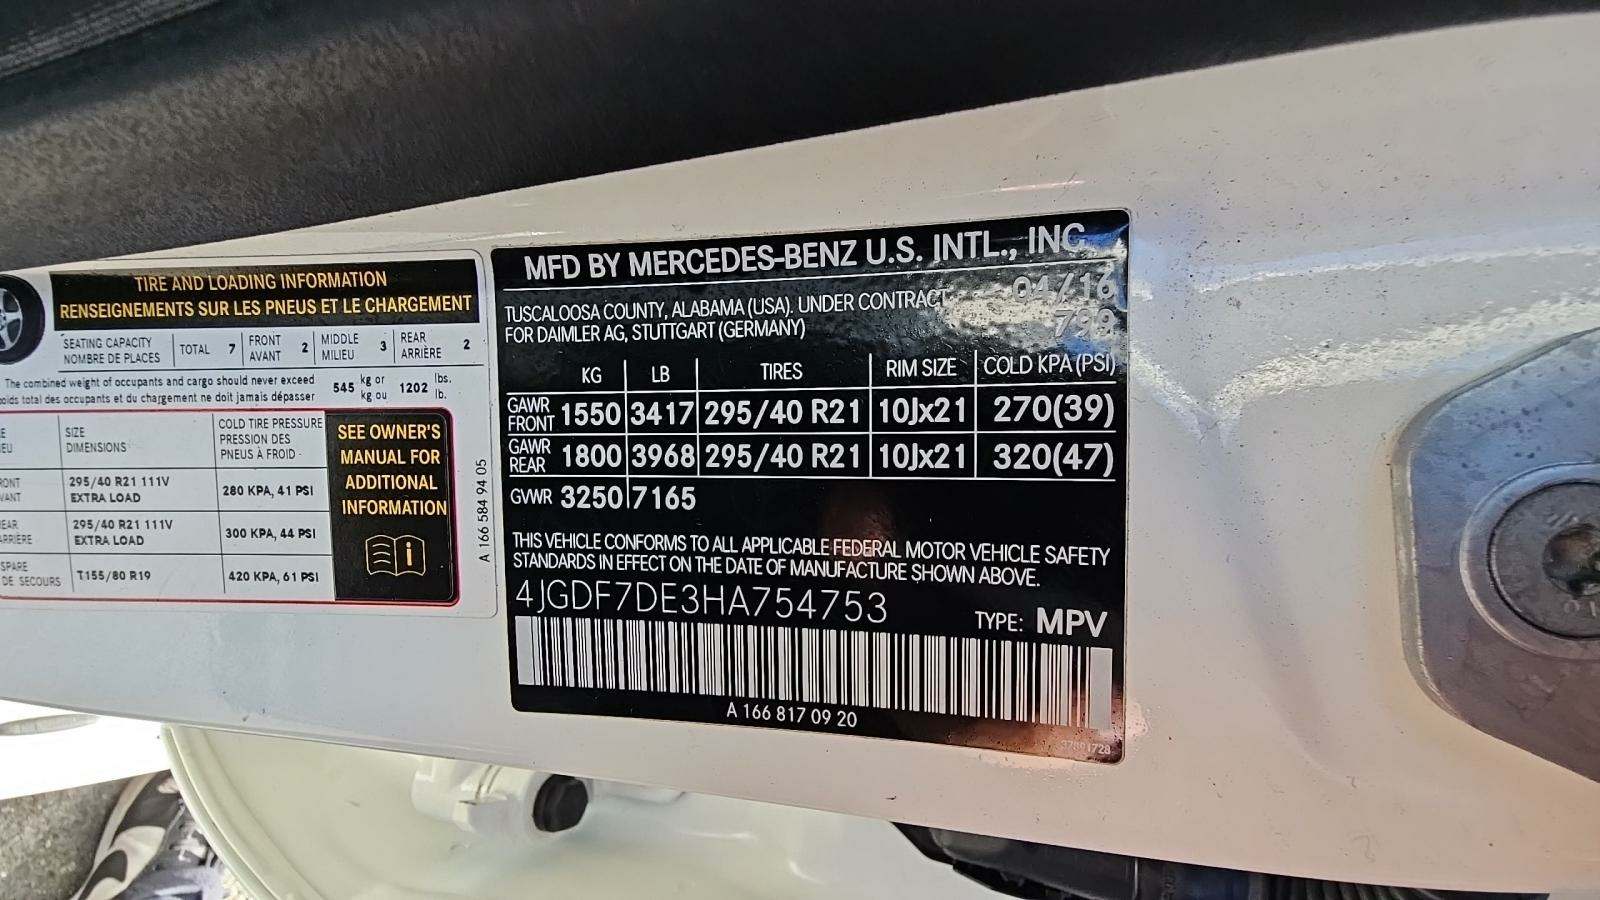 TIRE AND LOADING INFORMATION
RENSEIGNEMENTS SUR LES PNEUS ET LE CHARGEMENT
SEATING CAPACITY
NOMBRE DE PLACES
TOTAL 7
FRONT
AVANT 2
MIDDLE
MILIEU 3
REAR
ARRIÈRE 2
The combined weight of occupants and cargo should never exceed
total des occupants et du chargement ne doit jamais dépasser
545 kg or
kg ou
1202 lbs.
lb.
SIZE
DIMENSIONS
COLD TIRE PRESSURE
PRESSION DES
PNEUS À FROID
295/40 R21 111V
EXTRA LOAD
280 KPA, 41 PSI
295/40 R21 111V
EXTRA LOAD
300 KPA, 44 PSI
SPARE
DE SECOURS
T155/80 R19
420 KPA, 61 PSI
SEE OWNER'S
MANUAL FOR
ADDITIONAL
INFORMATION
i
A 166 584 94 05
MFD BY MERCEDES-BENZ U.S. INTL., INC.
TUSCALOOSA COUNTY, ALABAMA (USA). UNDER CONTRACT
FOR DAIMLER AG, STUTTGART (GERMANY)
04/16
799
KG LB TIRES RIM SIZE COLD KPA (PSI)
GAWR
FRONT 1550 3417 295/40 R21 10Jx21 270(39)
GAWR
REAR 1800 3968 295/40 R21 10Jx21 320(47)
GVWR 3250 7165
THIS VEHICLE CONFORMS TO ALL APPLICABLE FEDERAL MOTOR VEHICLE SAFETY
STANDARDS IN EFFECT ON THE DATE OF MANUFACTURE SHOWN ABOVE.
4JGDF7DE3HA754753
TYPE: MPV
A 166 817 09 20